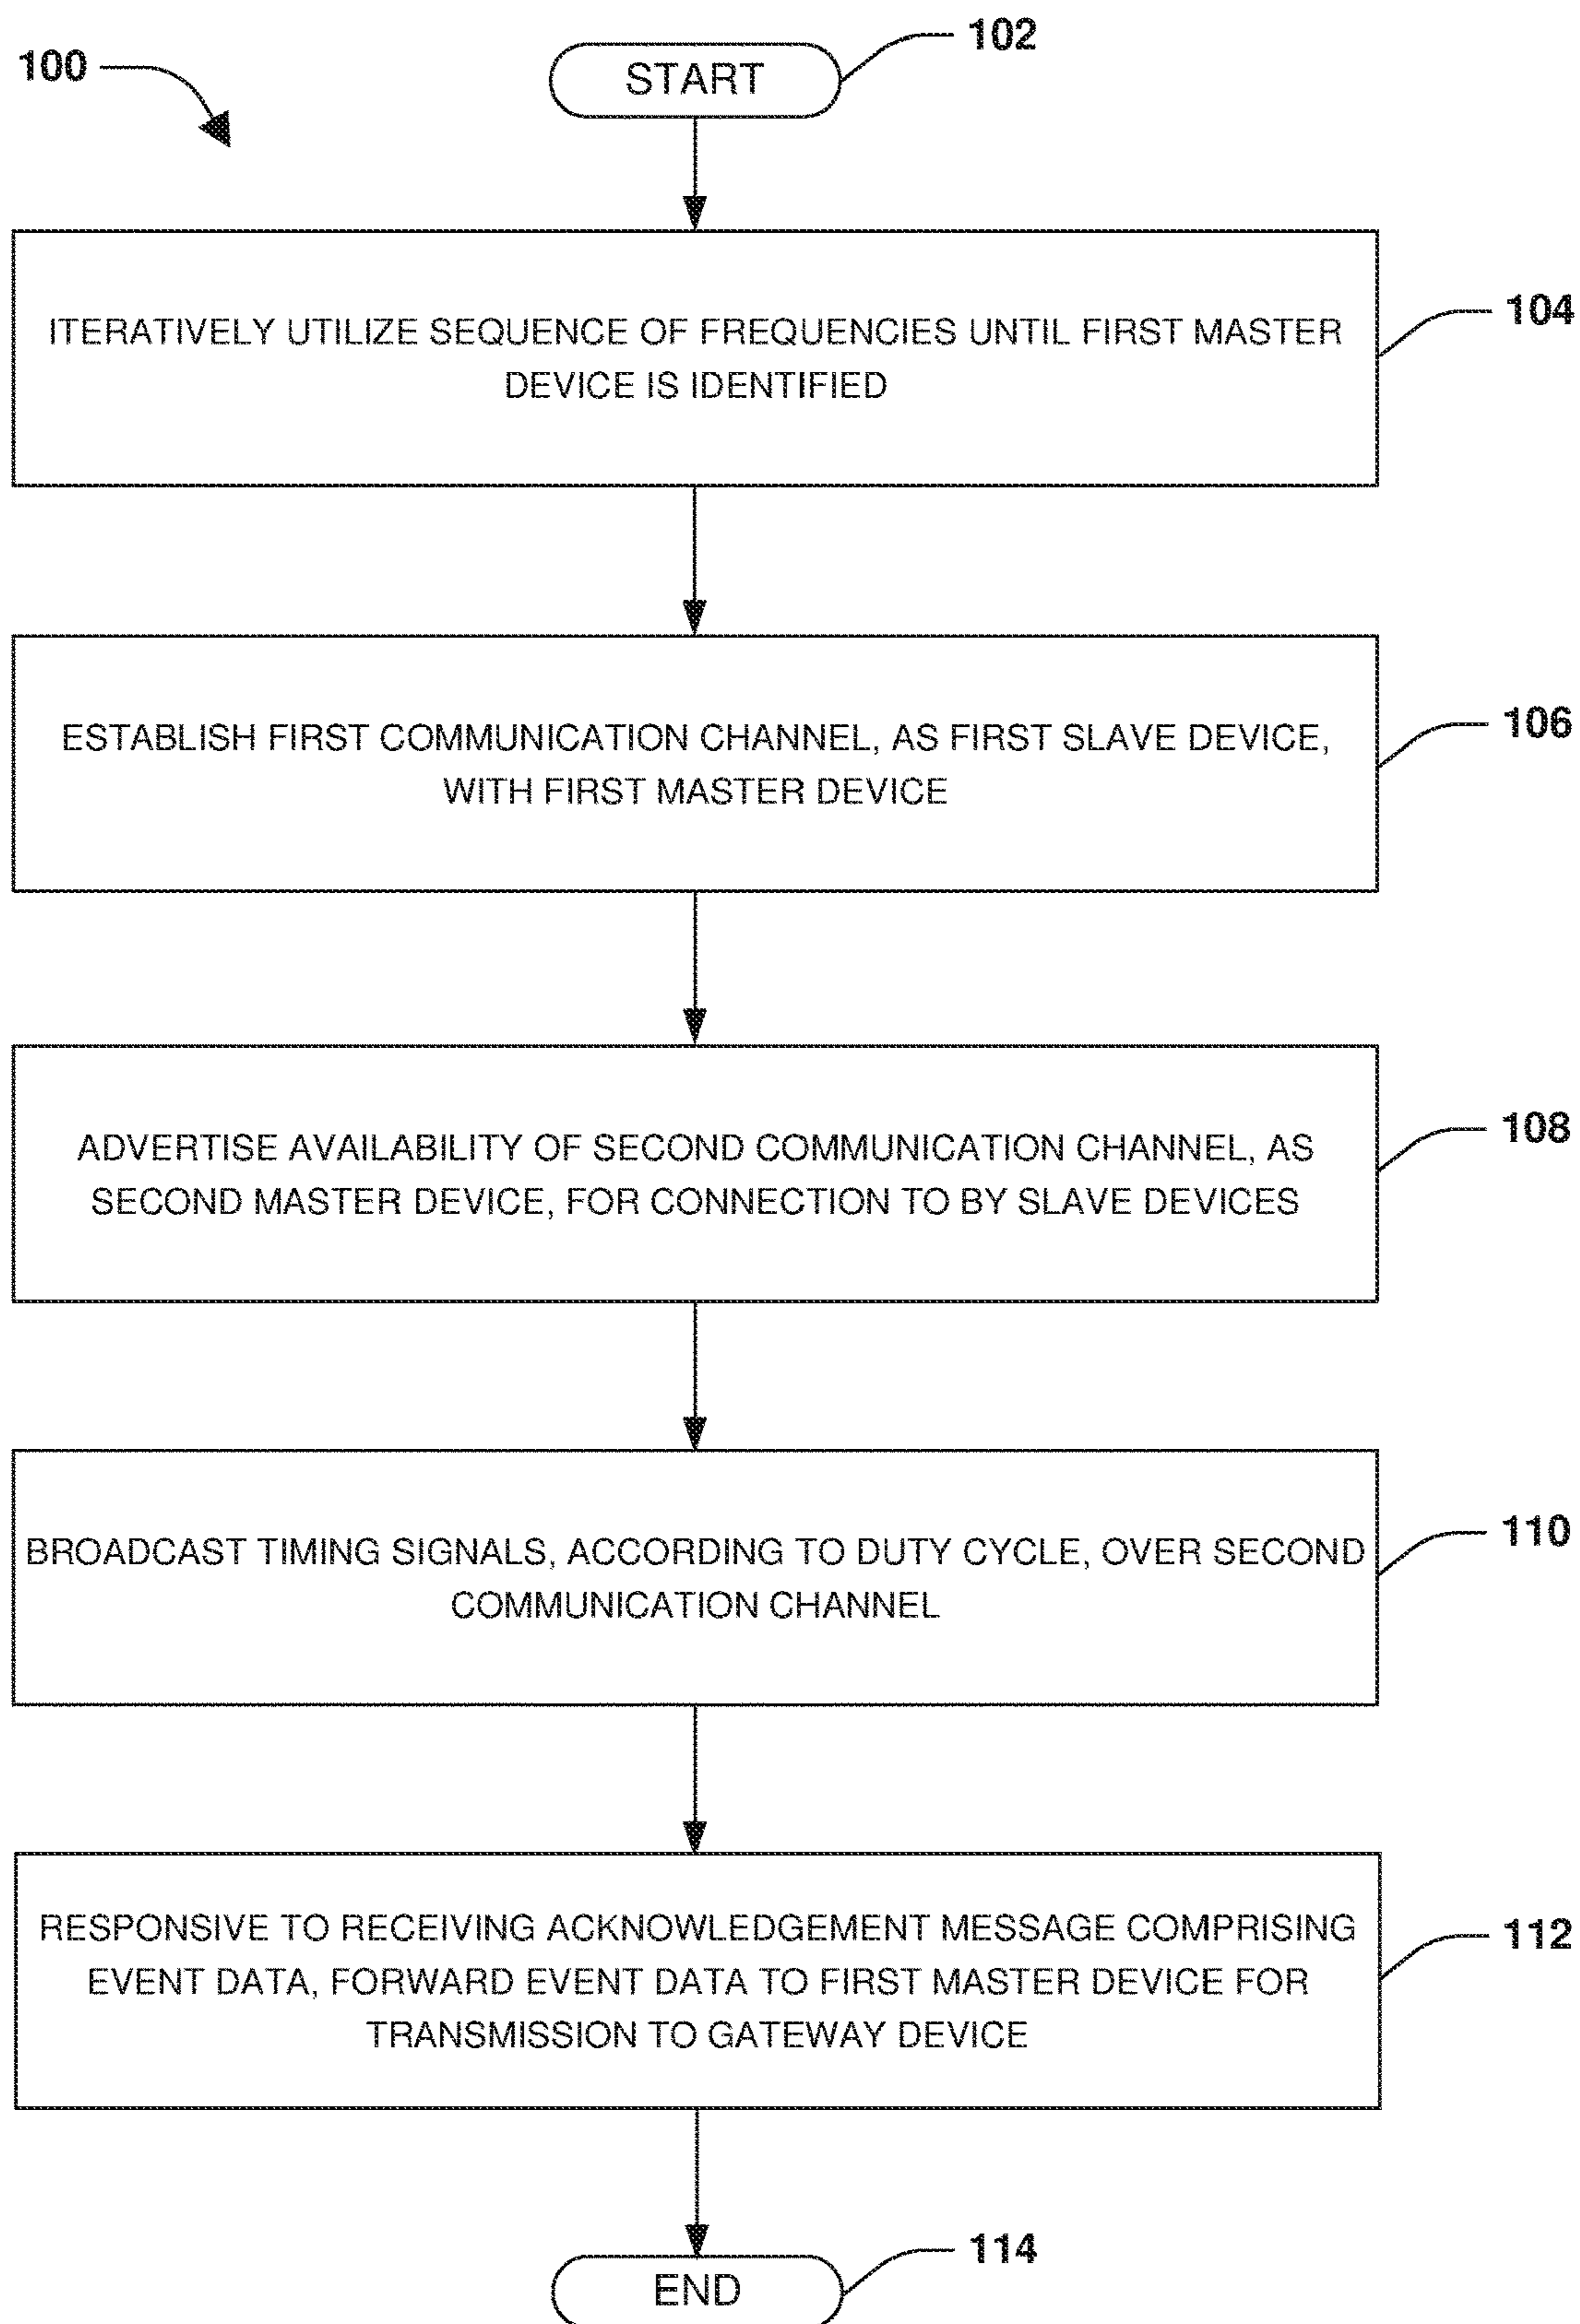 100
102
START
ITERATIVELY UTILIZE SEQUENCE OF FREQUENCIES UNTIL FIRST MASTER
DEVICE IS IDENTIFIED
104
ESTABLISH FIRST COMMUNICATION CHANNEL, AS FIRST SLAVE DEVICE,
WITH FIRST MASTER DEVICE
106
ADVERTISE AVAILABILITY OF SECOND COMMUNICATION CHANNEL, AS
SECOND MASTER DEVICE, FOR CONNECTION TO BY SLAVE DEVICES
108
BROADCAST TIMING SIGNALS, ACCORDING TO DUTY CYCLE, OVER SECOND
COMMUNICATION CHANNEL
110
RESPONSIVE TO RECEIVING ACKNOWLEDGEMENT MESSAGE COMPRISING
EVENT DATA, FORWARD EVENT DATA TO FIRST MASTER DEVICE FOR
TRANSMISSION TO GATEWAY DEVICE
112
114
END